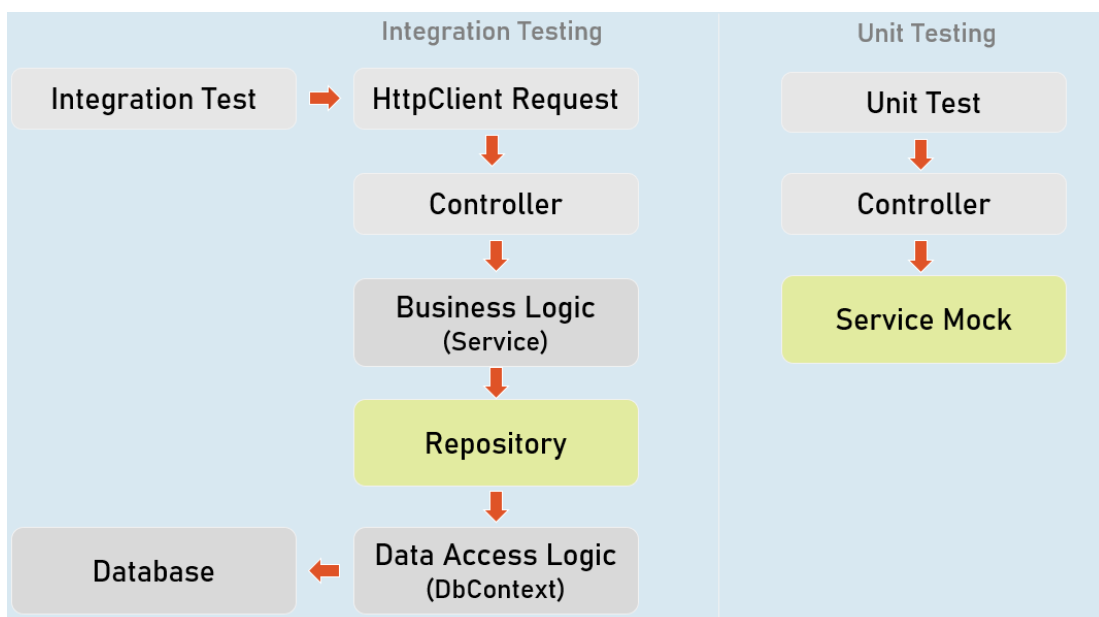 Integration Testing
Unit Testing
Integration Test
HttpClient Request
Unit Test
Controller
Controller
Business Logic
(Service)
Service Mock
Repository
Database
Data Access Logic
(DbContext)